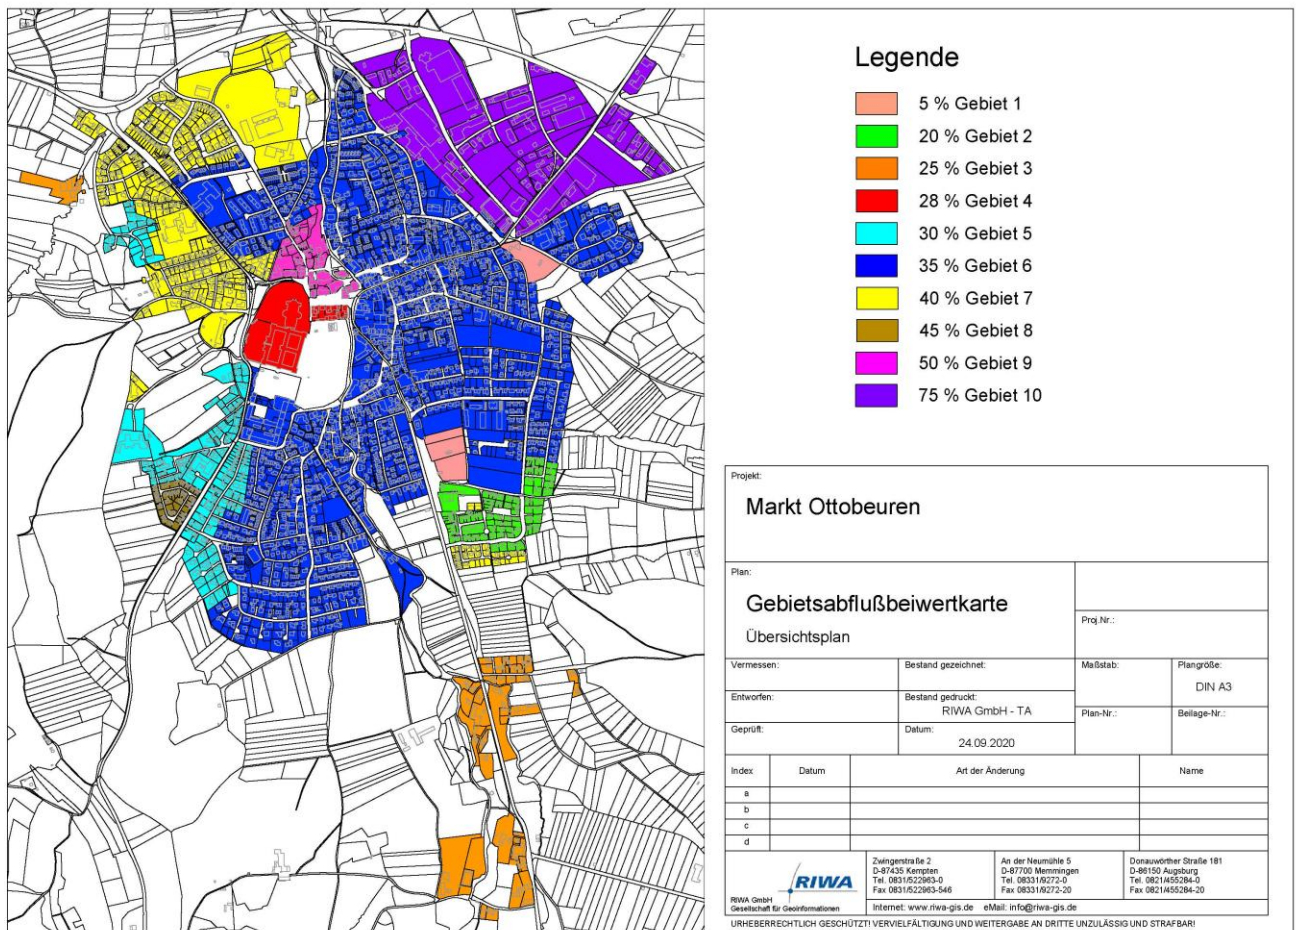 Legende
5 % Gebiet 1
20 % Gebiet 2
25 % Gebiet 3
28 % Gebiet 4
30 % Gebiet 5
35 % Gebiet 6
40 % Gebiet 7
45 % Gebiet 8
50 % Gebiet 9
75 % Gebiet 10
Projekt:
Markt Ottobeuren
Plan:
Gebietsabflußbeiwertkarte
Übersichtsplan
Proj.Nr.:
Vermessen:
Bestand gezeichnet:
Maßstab:
Plangröße:
DIN A3
Entworfen:
Bestand gedruckt:
RIWA GmbH - TA
Plan-Nr.:
Beilage-Nr.:
Geprüft:
Datum:
24.09.2020
Index Datum Art der Änderung Name
a
b
c
d
RIWA
RIWA GmbH
Gesellschaft für Geoinformationen
Zwingerstraße 2
D-87435 Kempten
Tel. 0831/522963-0
Fax 0831/522963-546
An der Neumühle 5
D-87700 Memmingen
Tel. 08331/9272-0
Fax 08331/9272-20
Donauwörther Straße 181
D-86150 Augsburg
Tel. 0821/455284-0
Fax 0821/455284-20
Internet: www.riwa-gis.de eMail: info@riwa-gis.de
URHEBERRECHTLICH GESCHÜTZT! VERVIELFÄLTIGUNG UND WEITERGABE AN DRITTE UNZULÄSSIG UND STRAFBAR!